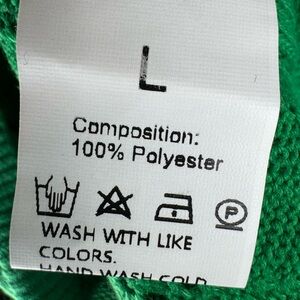 L
Composition:
100% Polyester
P
WASH WITH LIKE
COLORS.
HAND WASH COLD